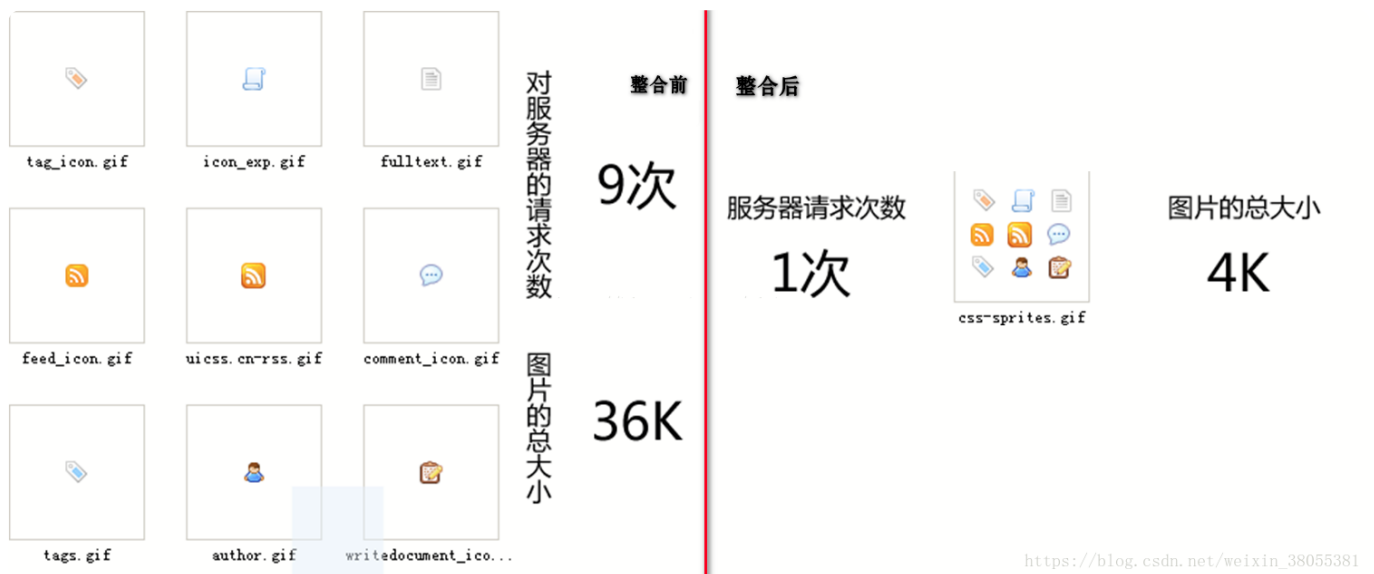 tag_icon.gif
icon_exp.gif
fulltext.gif
feed_icon.gif
uicss.cn-rss.gif
comment_icon.gif
tags.gif
author.gif
writedocument_ico...
对服务器的请求次数
整合前
9次
图片的总大小
36K
整合后
服务器请求次数
1次
css-sprites.gif
图片的总大小
4K
https://blog.csdn.net/weixin_38055381